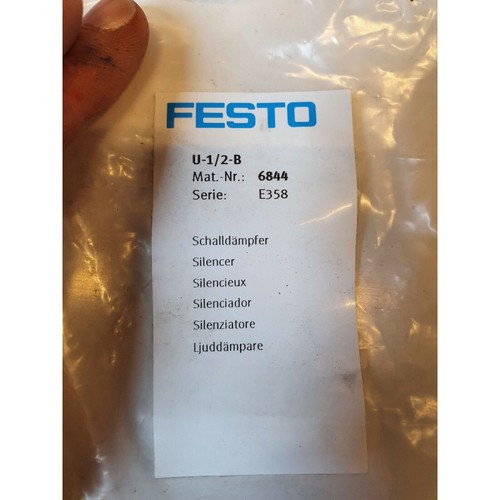 FESTO
U-1/2-B
Mat.-Nr.: 6844
Serie: E358
Schalldämpfer
Silencer
Silencieux
Silenciador
Silenziatore
Ljuddämpare